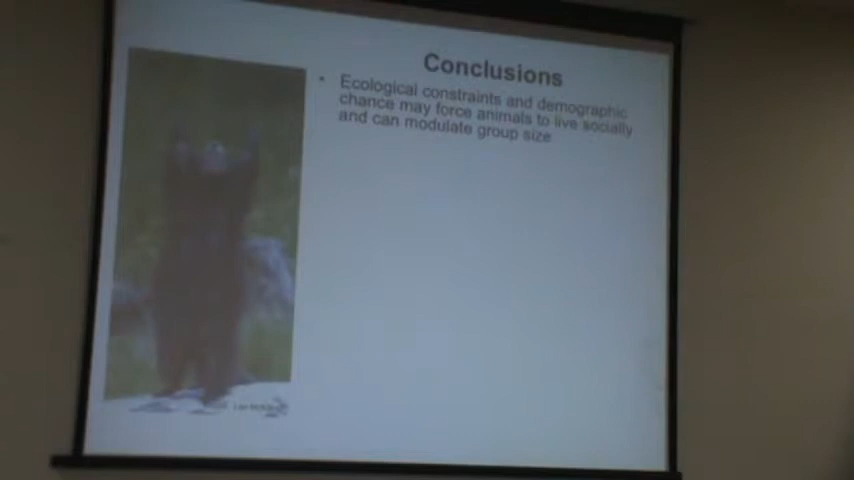 Conclusions
• Ecological constraints and demographic
chance may force animals to live socially
and can modulate group size